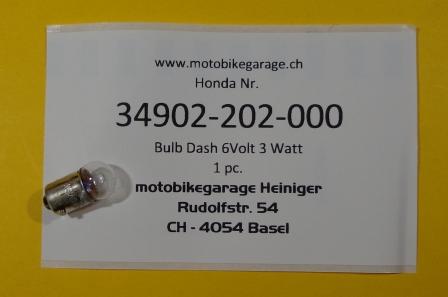 www.motobikegarage.ch
Honda Nr.
34902-202-000
Bulb Dash 6Volt 3 Watt
1 pc.
motobikegarage Heiniger
Rudolfstr. 54
CH - 4054 Basel